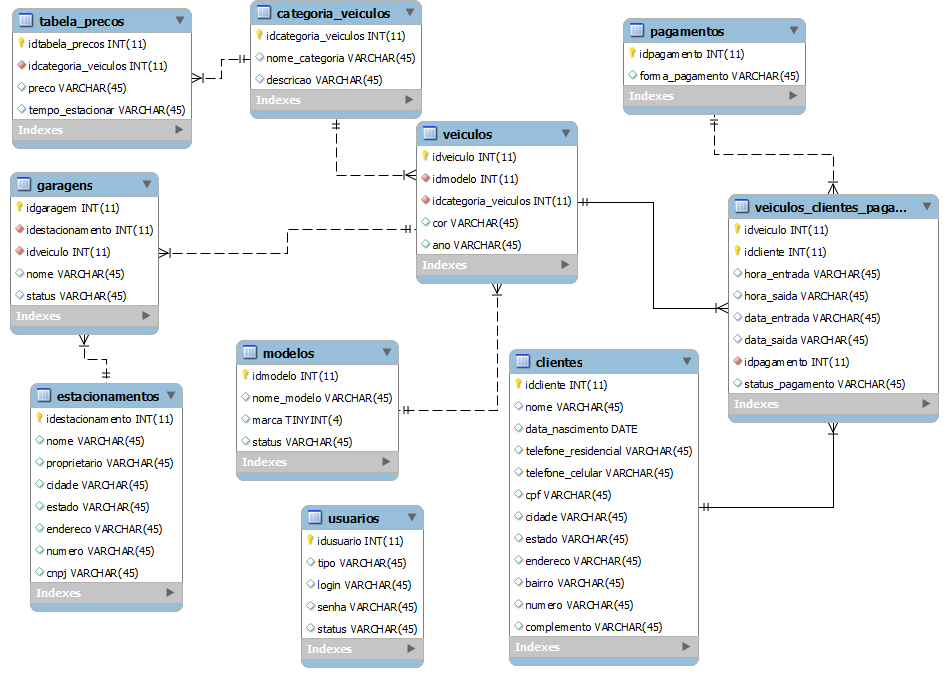 tabela_precos
idtabela_precos INT(11)
idcategoria_veiculos INT(11)
preco VARCHAR(45)
tempo_estacionar VARCHAR(45)
Indexes
categoria_veiculos
idcategoria_veiculos INT(11)
nome_categoria VARCHAR(45)
descricao VARCHAR(45)
Indexes
pagamentos
idpagamento INT(11)
forma_pagamento VARCHAR(45)
Indexes
veiculos
idveiculo INT(11)
idmodelo INT(11)
idcategoria_veiculos INT(11)
cor VARCHAR(45)
ano VARCHAR(45)
Indexes
garagens
idgaragem INT(11)
idestacionamento INT(11)
idveiculo INT(11)
nome VARCHAR(45)
status VARCHAR(45)
Indexes
veiculos_clientes_paga...
idveiculo INT(11)
idcliente INT(11)
hora_entrada VARCHAR(45)
hora_saida VARCHAR(45)
data_entrada VARCHAR(45)
data_saida VARCHAR(45)
idpagamento INT(11)
status_pagamento VARCHAR(45)
Indexes
modelos
idmodelo INT(11)
nome_modelo VARCHAR(45)
marca TINYINT(4)
status VARCHAR(45)
Indexes
clientes
idcliente INT(11)
nome VARCHAR(45)
data_nascimento DATE
telefone_residencial VARCHAR(45)
telefone_celular VARCHAR(45)
cpf VARCHAR(45)
cidade VARCHAR(45)
estado VARCHAR(45)
endereco VARCHAR(45)
bairro VARCHAR(45)
numero VARCHAR(45)
complemento VARCHAR(45)
Indexes
estacionamentos
idestacionamento INT(11)
nome VARCHAR(45)
proprietario VARCHAR(45)
cidade VARCHAR(45)
estado VARCHAR(45)
endereco VARCHAR(45)
numero VARCHAR(45)
cnpj VARCHAR(45)
Indexes
usuarios
idusuario INT(11)
tipo VARCHAR(45)
login VARCHAR(45)
senha VARCHAR(45)
status VARCHAR(45)
Indexes